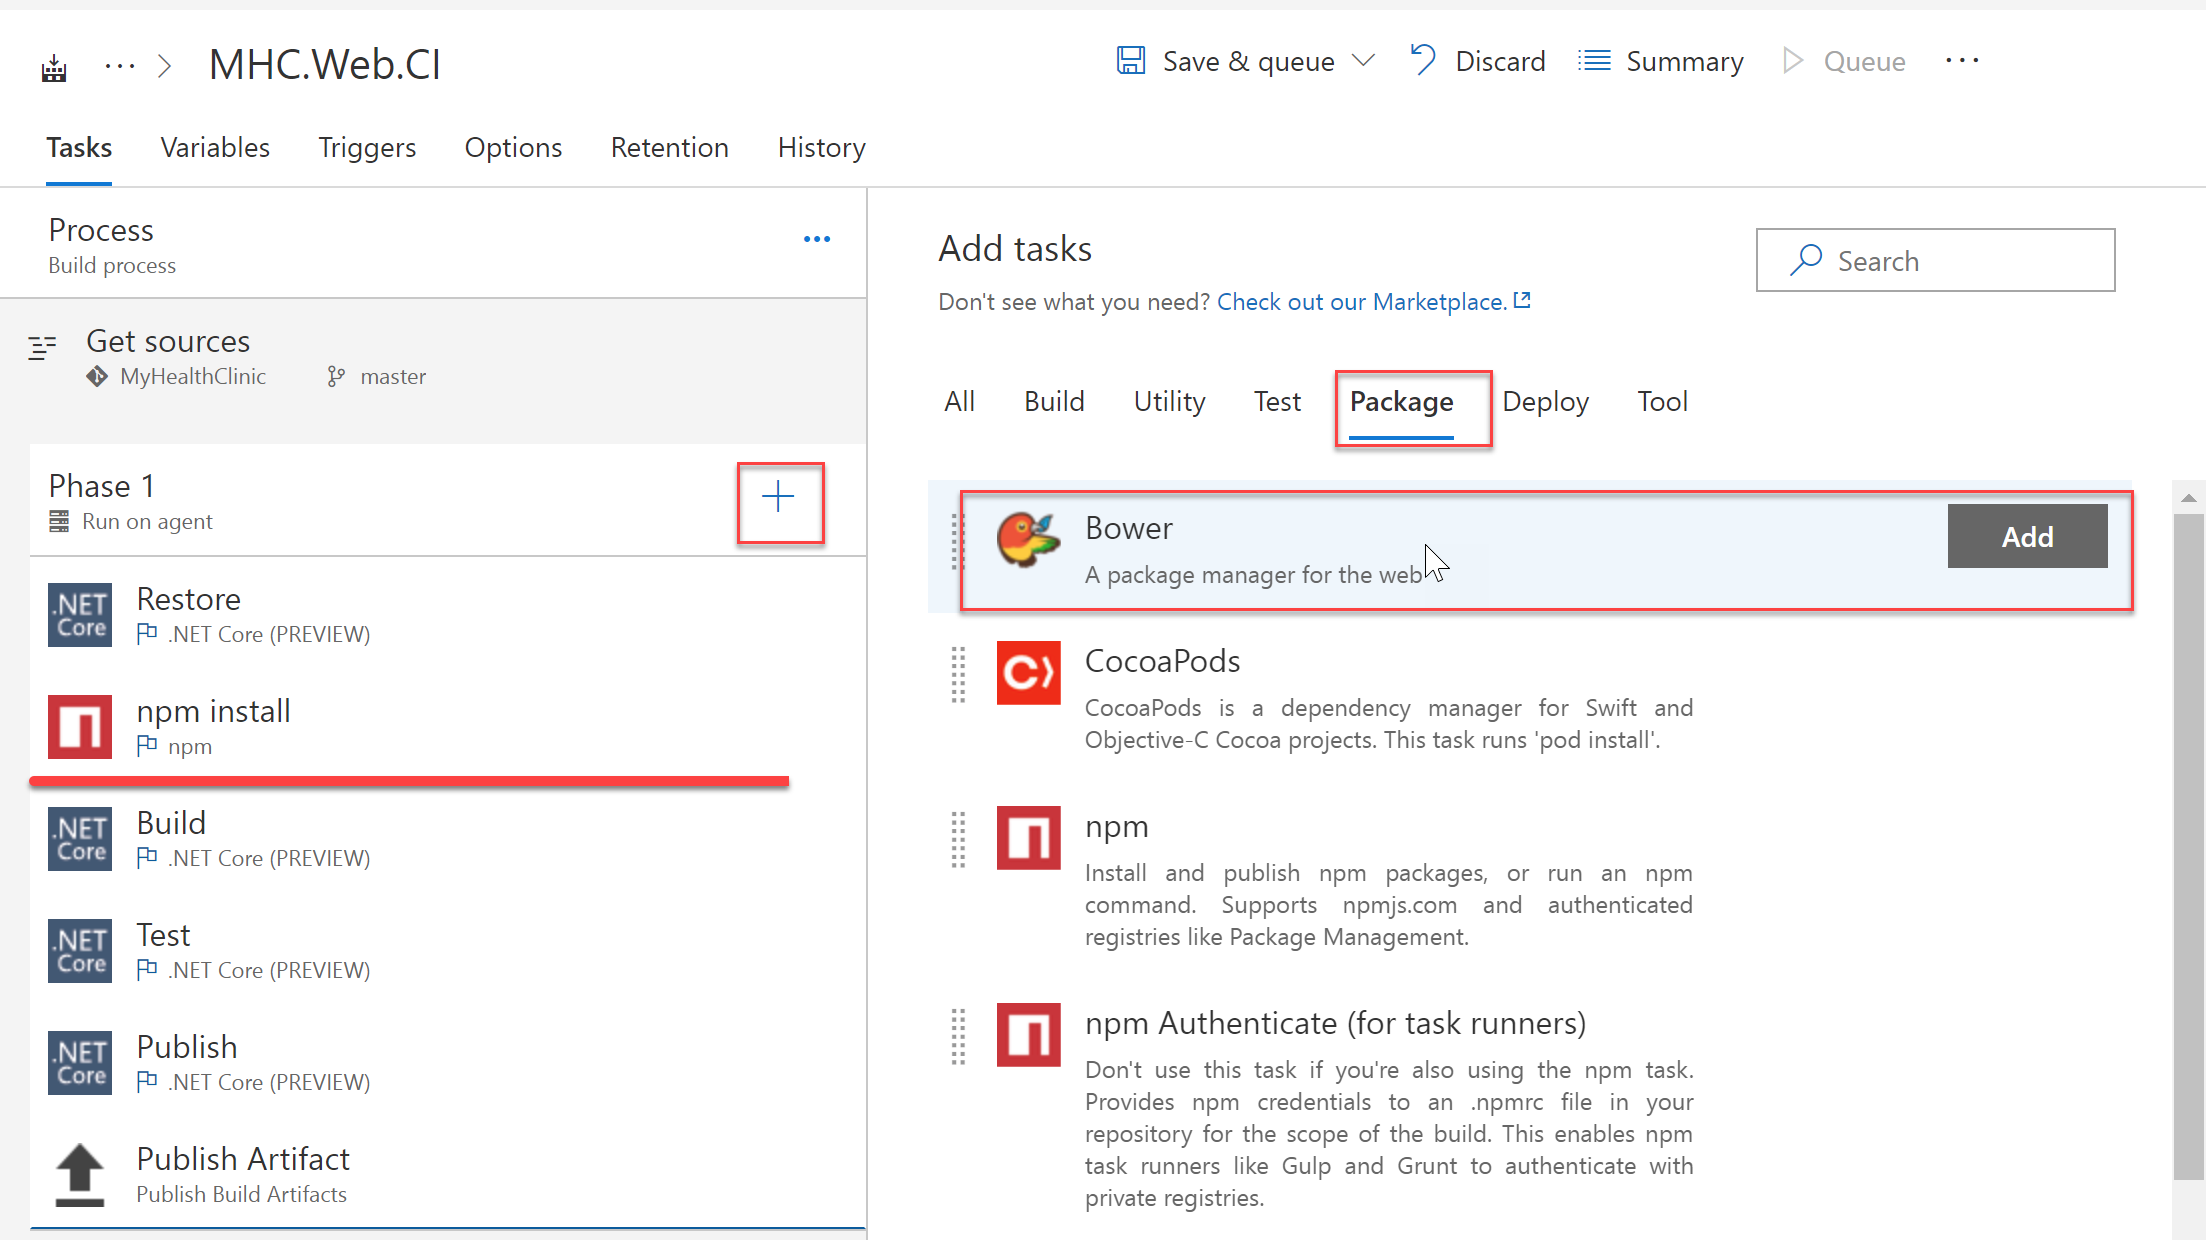 MHC.Web.CI
Save & queue
Discard
Summary
Queue
Tasks
Variables
Triggers
Options
Retention
History
Process
Build process
Get sources
MyHealthClinic
master
Phase 1
Run on agent
.NET Core
Restore
.NET Core (PREVIEW)
npm install
npm
.NET Core
Build
.NET Core (PREVIEW)
.NET Core
Test
.NET Core (PREVIEW)
.NET Core
Publish
.NET Core (PREVIEW)
Publish Artifact
Publish Build Artifacts
Add tasks
Search
Don't see what you need? Check out our Marketplace.
All
Build
Utility
Test
Package
Deploy
Tool
Bower
A package manager for the web
Add
CocoaPods
CocoaPods is a dependency manager for Swift and
Objective-C Cocoa projects. This task runs 'pod install'.
npm
Install and publish npm packages, or run an npm
command. Supports npmjs.com and authenticated
registries like Package Management.
npm Authenticate (for task runners)
Don't use this task if you're also using the npm task.
Provides npm credentials to an .npmrc file in your
repository for the scope of the build. This enables npm
task runners like Gulp and Grunt to authenticate with
private registries.